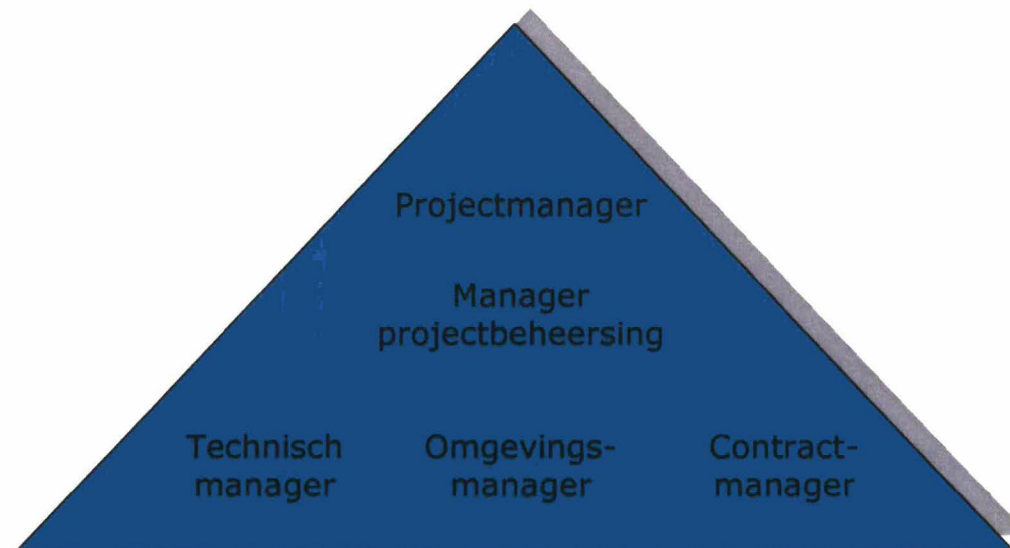 Projectmanager
Manager
projectbeheersing
Technisch
manager
Omgevings-
manager
Contract-
manager